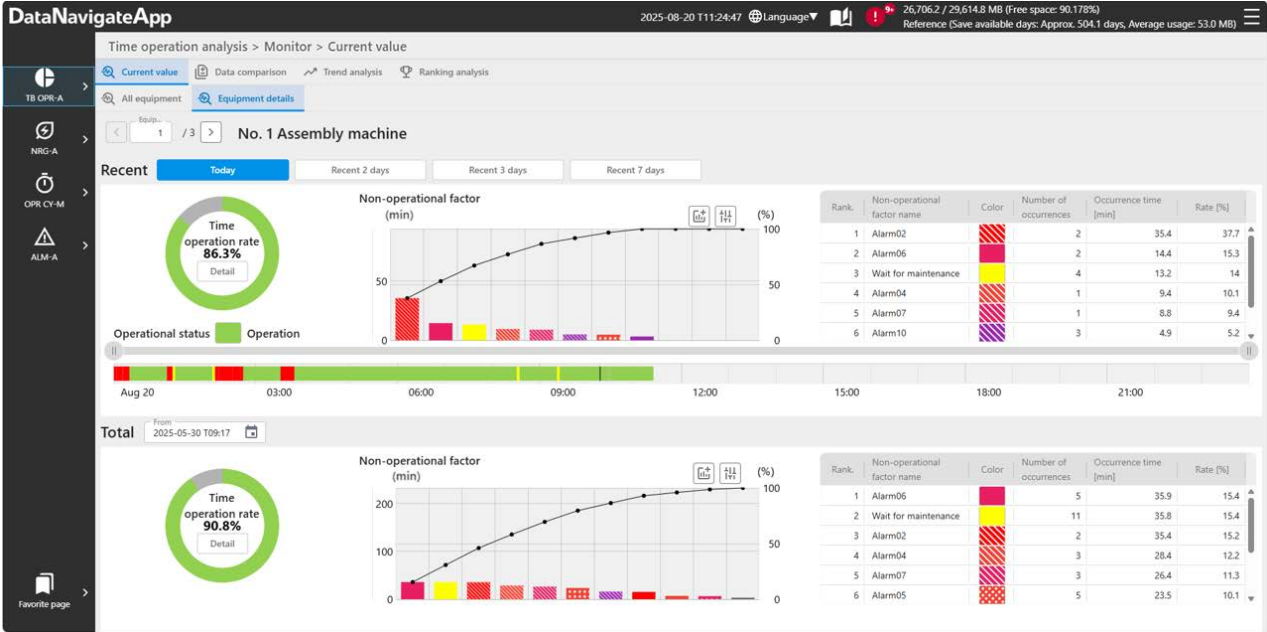 DataNavigateApp
2025-08-20 T11:24:47 Language▼ 9+ 26,706.2 / 29,614.8 MB (Free space: 90.178%)
Reference (Save available days: Approx. 504.1 days, Average usage: 53.0 MB)
Time operation analysis > Monitor > Current value
TB OPR-A
NRG-A
OPR CY-M
ALM-A
Favorite page
Current value Data comparison Trend analysis Ranking analysis
All equipment Equipment details
Equip...
1 / 3 No. 1 Assembly machine
Recent Today Recent 2 days Recent 3 days Recent 7 days
Time
operation rate
86.3%
Detail
Operational status Operation
Non-operational factor
(min) (%)
100
50 50
0 0
Rank. Non-operational factor name Color Number of occurrences Occurrence time [min] Rate [%]
1 Alarm02 2 35.4 37.7
2 Alarm06 2 14.4 15.3
3 Wait for maintenance 4 13.2 14
4 Alarm04 1 9.4 10.1
5 Alarm07 1 8.8 9.4
6 Alarm10 3 4.9 5.2
Aug 20 03:00 06:00 09:00 12:00 15:00 18:00 21:00
Total From
2025-05-30 T09:17
Time
operation rate
90.8%
Detail
Non-operational factor
(min) (%)
100
200
100 50
0 0
Rank. Non-operational factor name Color Number of occurrences Occurrence time [min] Rate [%]
1 Alarm06 5 35.9 15.4
2 Wait for maintenance 11 35.8 15.4
3 Alarm02 2 35.4 15.2
4 Alarm04 3 28.4 12.2
5 Alarm07 3 26.4 11.3
6 Alarm05 5 23.5 10.1